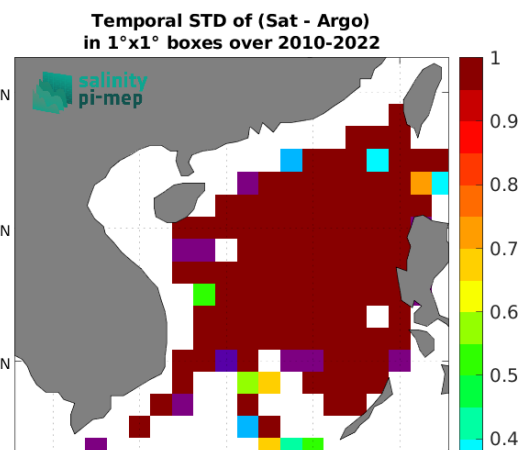 Temporal STD of (Sat - Argo)
in 1°x1° boxes over 2010-2022
salinity
pi-mep
N
N
N
1
0.9
0.8
0.7
0.6
0.5
0.4